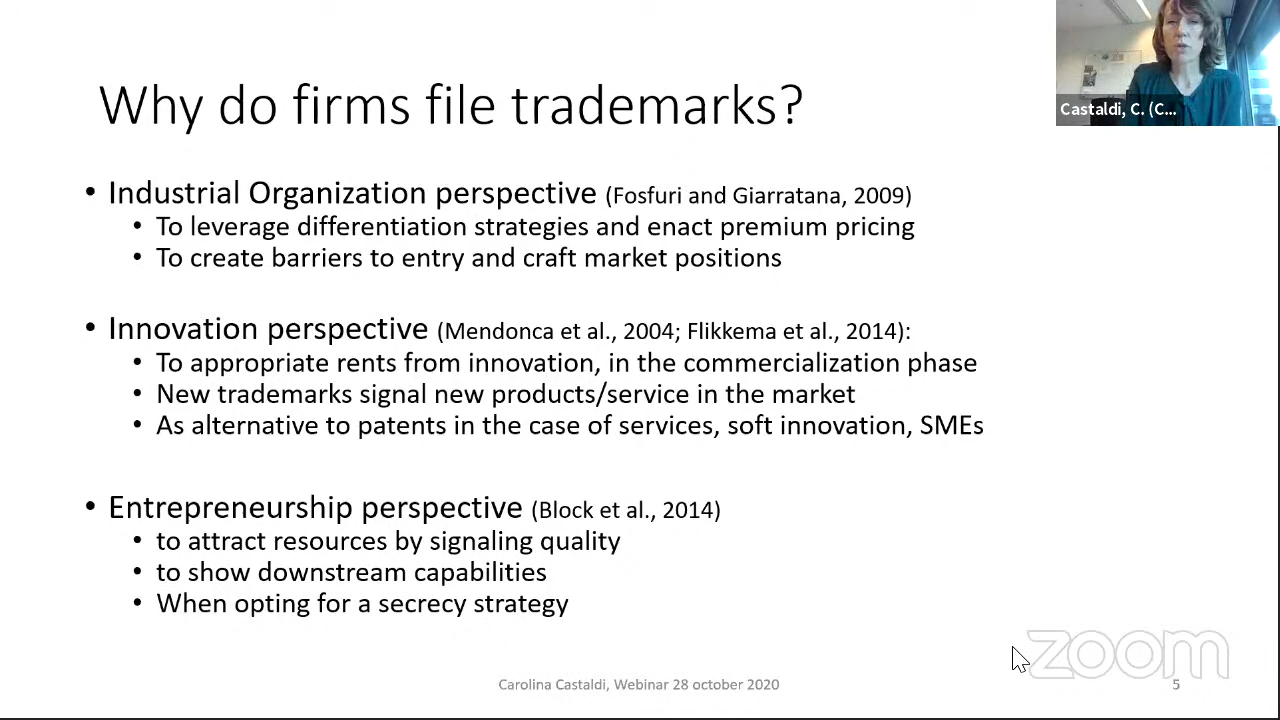 Castaldi, C. (C...
Why do firms file trademarks?
• Industrial Organization perspective (Fosfuri and Giarratana, 2009)
• To leverage differentiation strategies and enact premium pricing
• To create barriers to entry and craft market positions
• Innovation perspective (Mendonca et al., 2004; Flikkema et al., 2014):
• To appropriate rents from innovation, in the commercialization phase
• New trademarks signal new products/service in the market
• As alternative to patents in the case of services, soft innovation, SMEs
• Entrepreneurship perspective (Block et al., 2014)
• to attract resources by signaling quality
• to show downstream capabilities
• When opting for a secrecy strategy
zoom
Carolina Castaldi, Webinar 28 october 2020
5